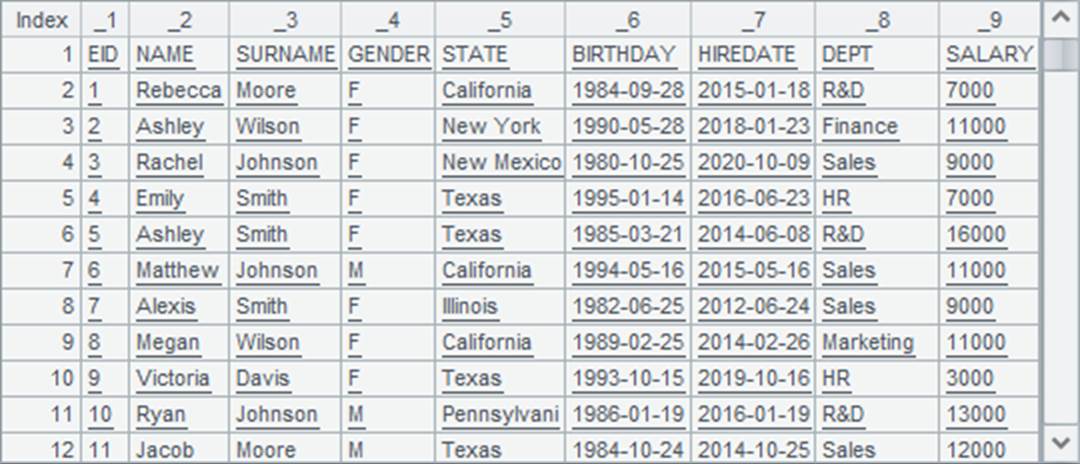 Index _1 _2 _3 _4 _5 _6 _7 _8 _9
1 EID NAME SURNAME GENDER STATE BIRTHDAY HIREDATE DEPT SALARY
2 1 Rebecca Moore F California 1984-09-28 2015-01-18 R&D 7000
3 2 Ashley Wilson F New York 1990-05-28 2018-01-23 Finance 11000
4 3 Rachel Johnson F New Mexico 1980-10-25 2020-10-09 Sales 9000
5 4 Emily Smith F Texas 1995-01-14 2016-06-23 HR 7000
6 5 Ashley Smith F Texas 1985-03-21 2014-06-08 R&D 16000
7 6 Matthew Johnson M California 1994-05-16 2015-05-16 Sales 11000
8 7 Alexis Smith F Illinois 1982-06-25 2012-06-24 Sales 9000
9 8 Megan Wilson F California 1989-02-25 2014-02-26 Marketing 11000
10 9 Victoria Davis F Texas 1993-10-15 2019-10-16 HR 3000
11 10 Ryan Johnson M Pennsylvani 1986-01-19 2016-01-19 R&D 13000
12 11 Jacob Moore M Texas 1984-10-24 2014-10-25 Sales 12000